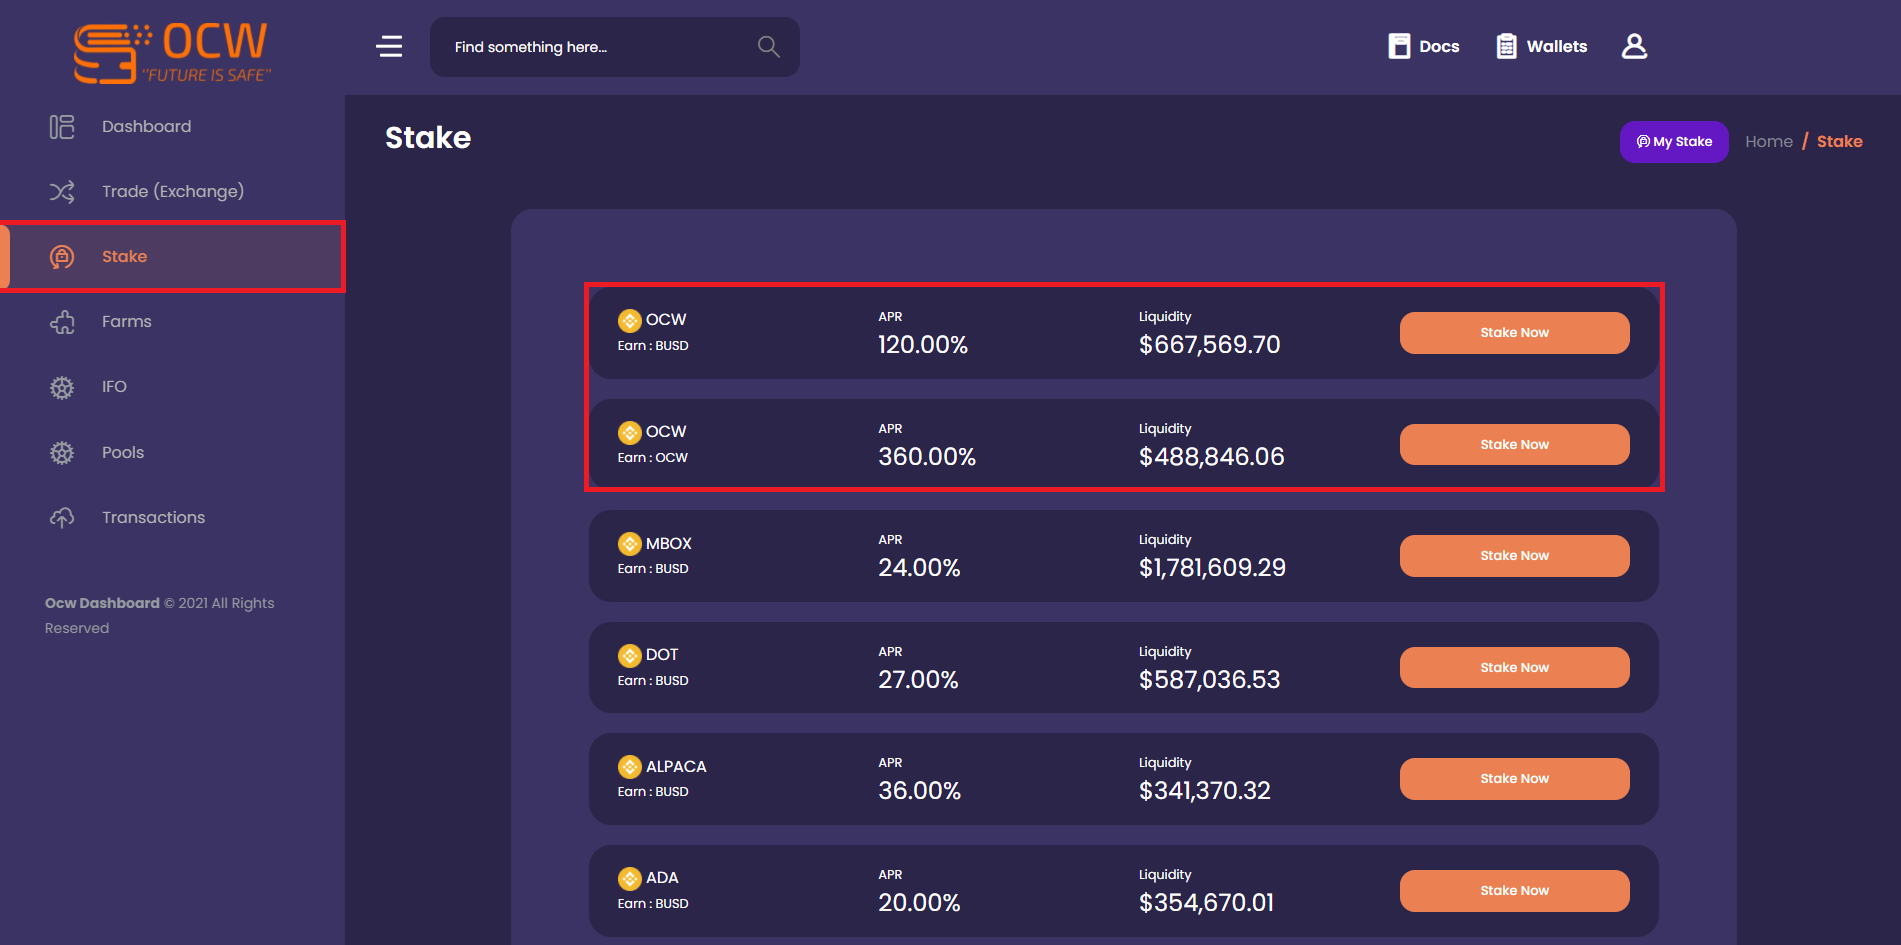 OCW
"FUTURE IS SAFE"
Find something here...
Docs
Wallets
Dashboard
Trade (Exchange)
Stake
Farms
IFO
Pools
Transactions
Ocw Dashboard © 2021 All Rights
Reserved
Stake
My Stake
Home / Stake
OCW
Earn : BUSD
APR
120.00%
Liquidity
$667,569.70
Stake Now
OCW
Earn : OCW
APR
360.00%
Liquidity
$488,846.06
Stake Now
MBOX
Earn : BUSD
APR
24.00%
Liquidity
$1,781,609.29
Stake Now
DOT
Earn : BUSD
APR
27.00%
Liquidity
$587,036.53
Stake Now
ALPACA
Earn : BUSD
APR
36.00%
Liquidity
$341,370.32
Stake Now
ADA
Earn : BUSD
APR
20.00%
Liquidity
$354,670.01
Stake Now